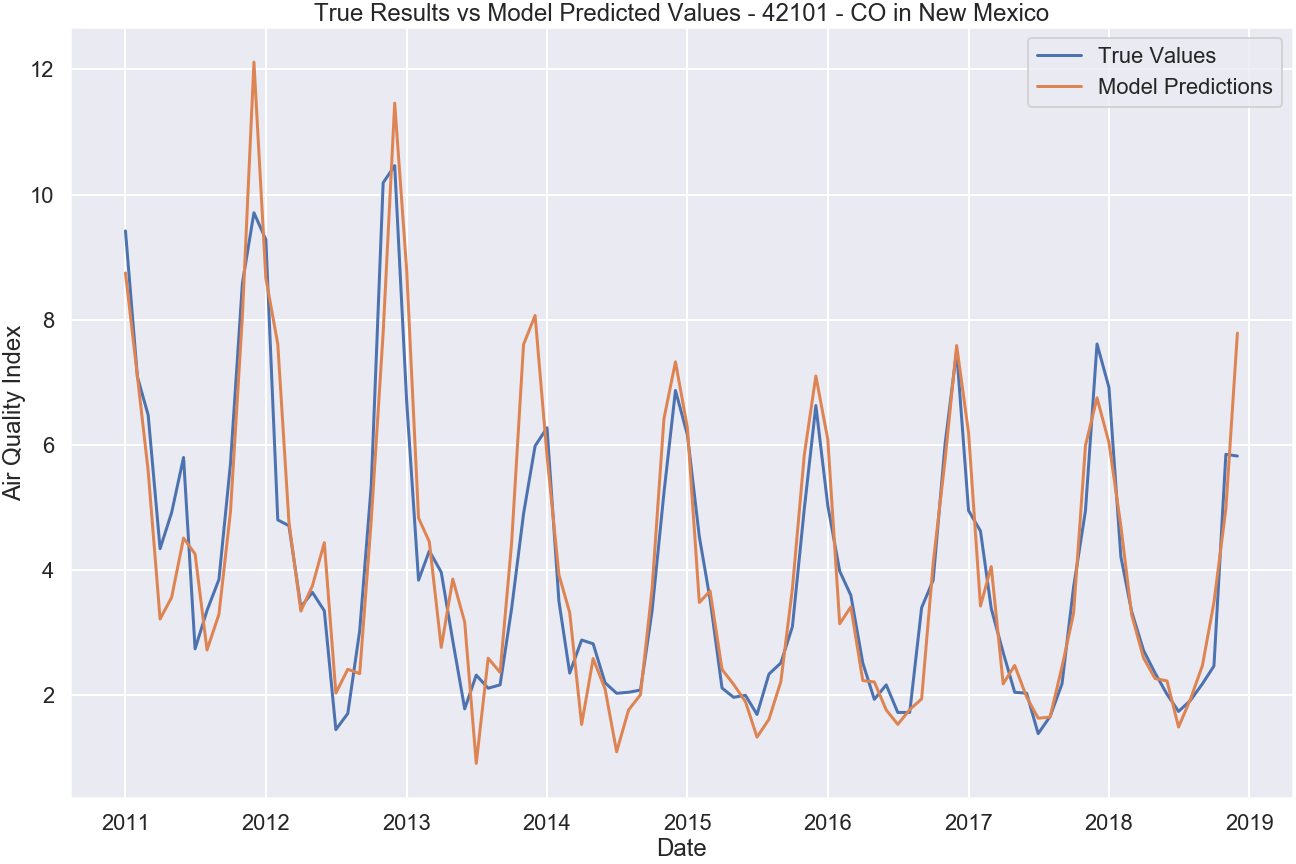 True Results vs Model Predicted Values - 42101 - CO in New Mexico
True Values
Model Predictions
Air Quality Index
12
10
8
6
4
2
2011 2012 2013 2014 2015 2016 2017 2018 2019
Date